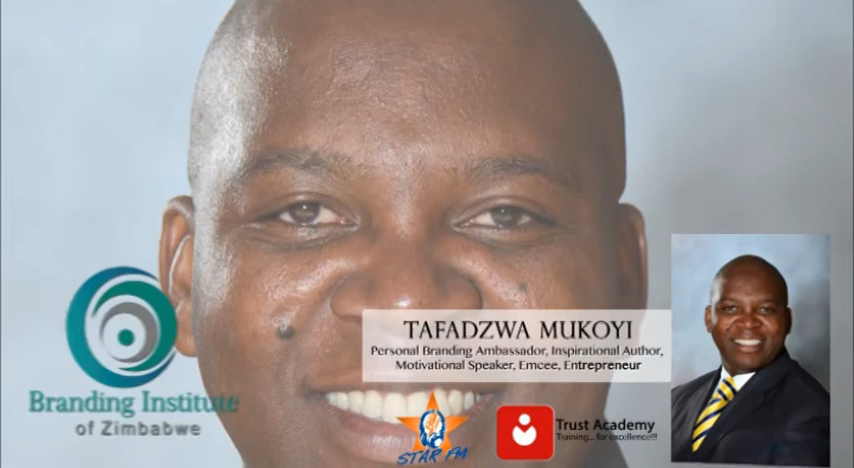 TAFADZWA MUKOYI
Personal Branding Ambassador, Inspirational Author,
Motivational Speaker, Emcee, Entrepreneur
Branding Institute
of Zimbabwe
STAR FM
Trust Academy
Training... for excellence!!!